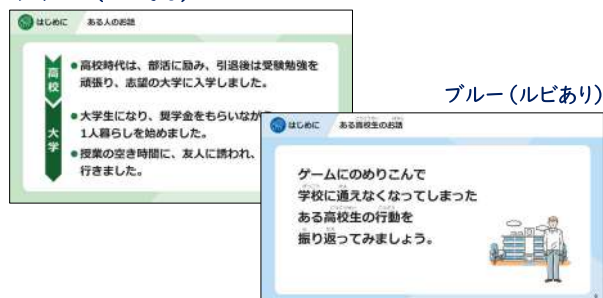 はじめに ある人のお話
高校
●高校時代は、部活に励み、引退後は受験勉強を
頑張り、志望の大学に入学しました。
大学
●大学生になり、奨学金をもらいなが
1人暮らしを始めました。
●授業の空き時間に、友人に誘われ、
行きました。
ブルー(ルビあり)
はじめに ある高校生のお話
ゲームにのめりこんで
学校に通えなくなってしまった
ある高校生の行動を
振り返ってみましょう。